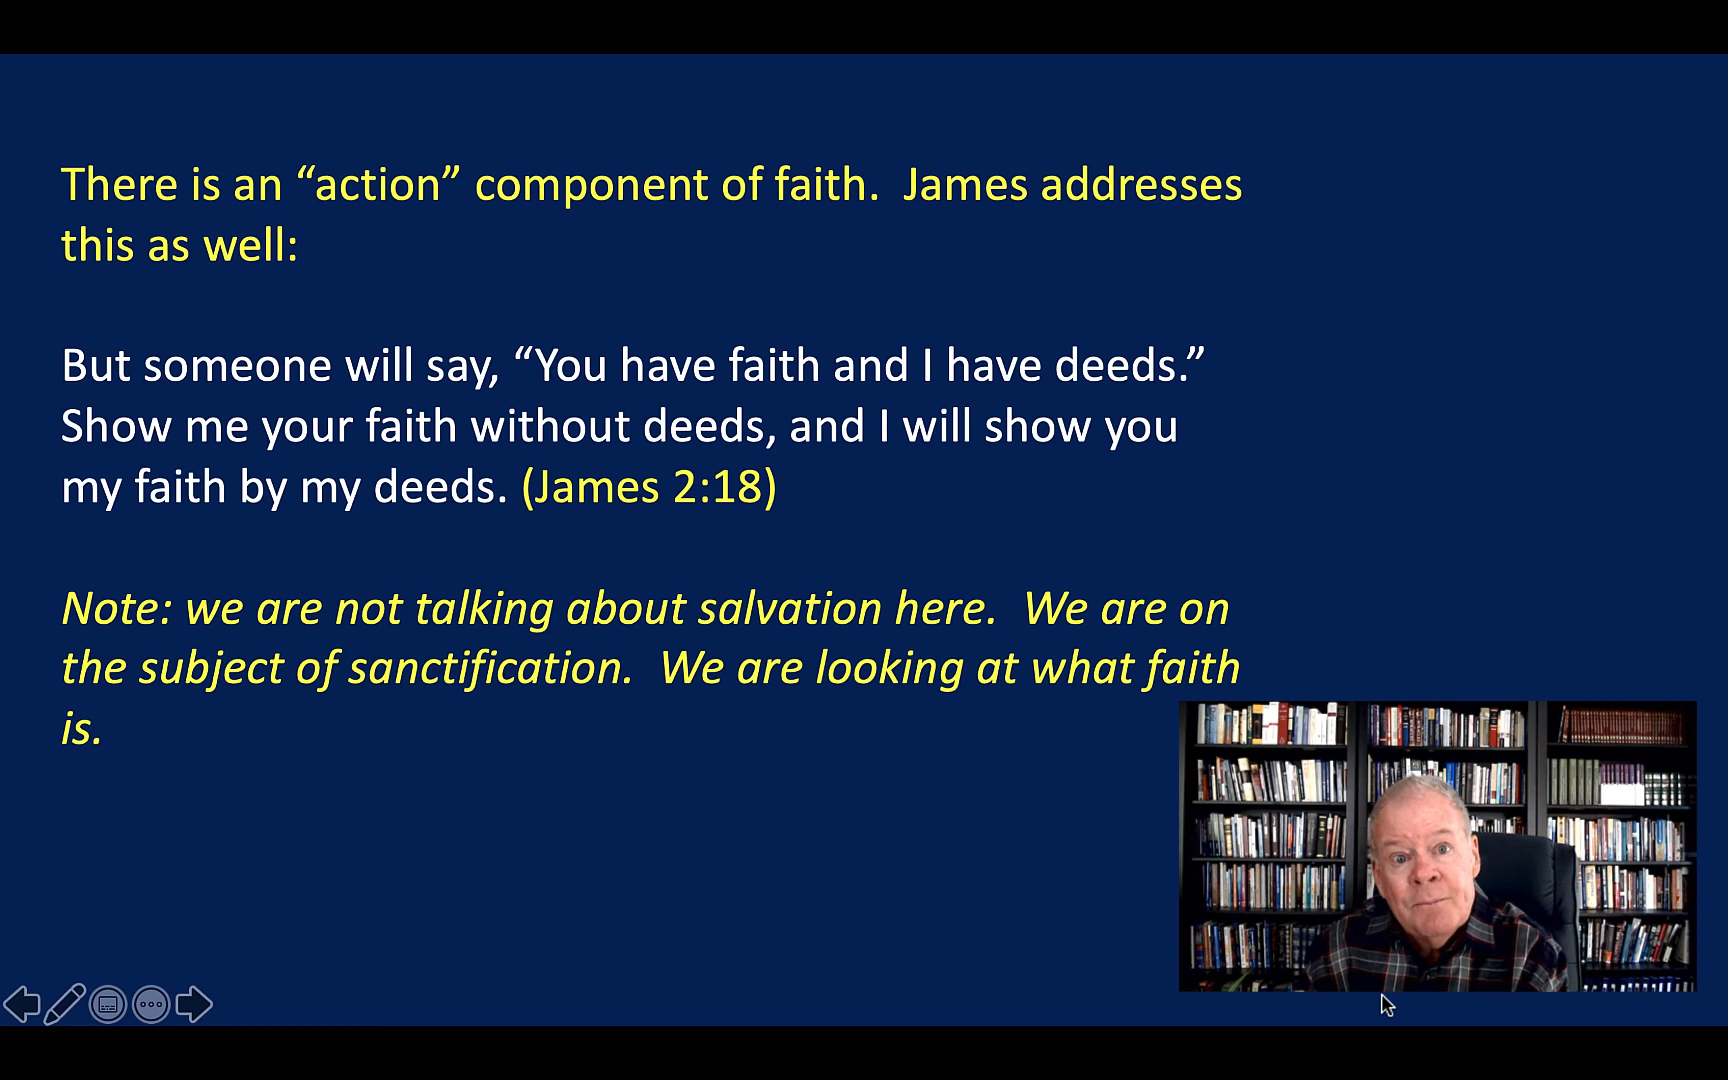 There is an “action” component of faith.  James addresses
this as well:
But someone will say, “You have faith and I have deeds.”
Show me your faith without deeds, and I will show you
my faith by my deeds. (James 2:18)
Note: we are not talking about salvation here.  We are on
the subject of sanctification.  We are looking at what faith
is.